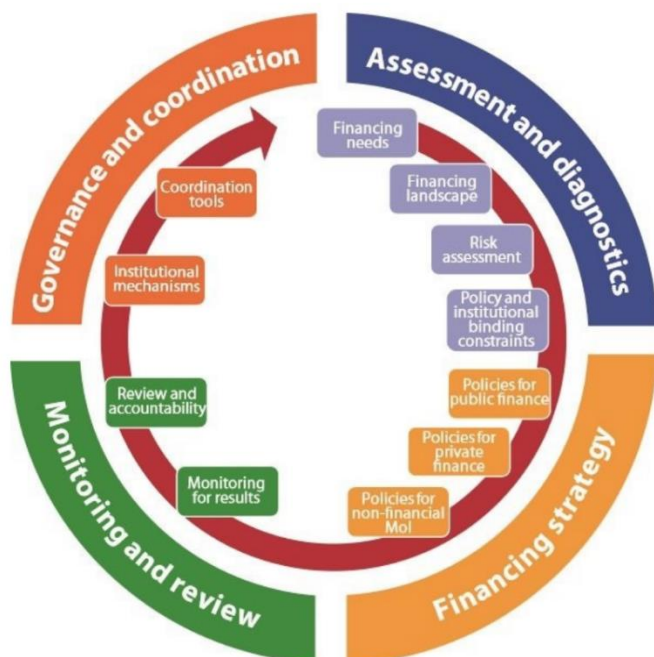 Governance and coordination
Assessment and diagnostics
Financing
needs
Financing
landscape
Risk
assessment
Policy and
institutional
binding
constraints
Policies for
public finance
Policies for
private
finance
Policies for
non-financial
MoI
Financing strategy
Monitoring
for results
Review and
accountability
Monitoring and review
Institutional
mechanisms
Coordination
tools